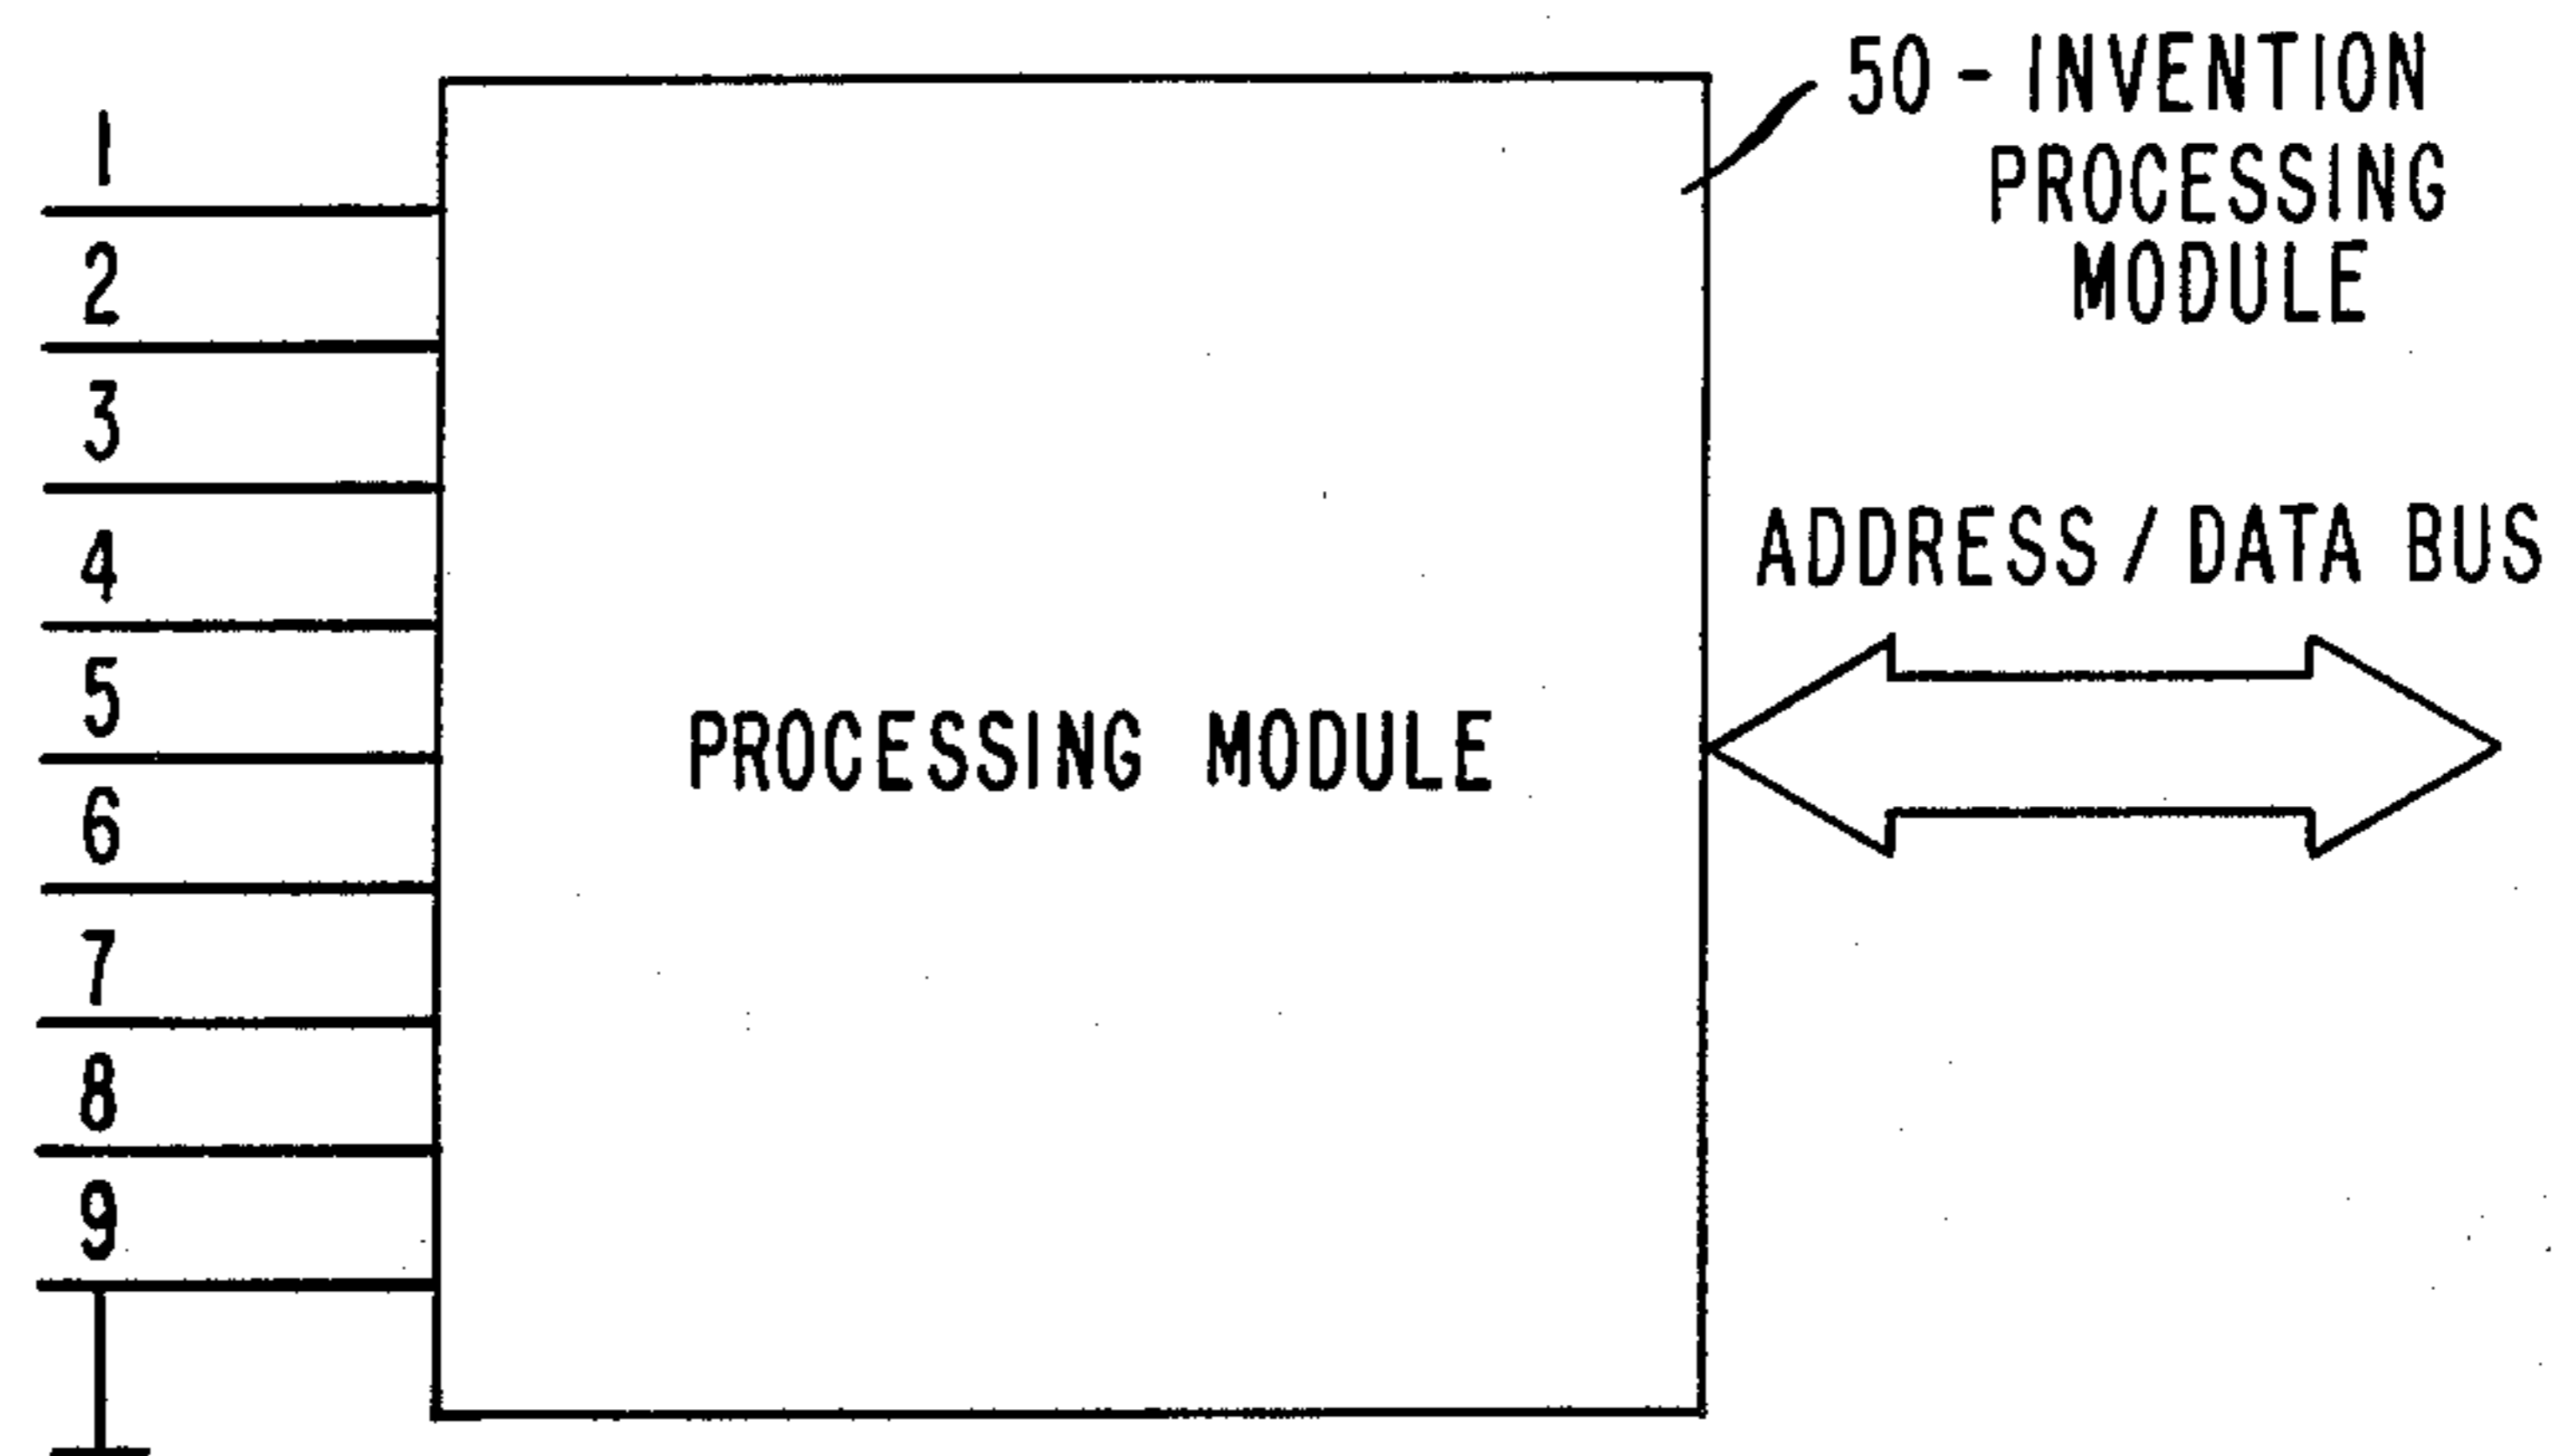 50 - INVENTION
PROCESSING
MODULE
1
2
3
4
5
6
7
8
9
PROCESSING MODULE
ADDRESS / DATA BUS